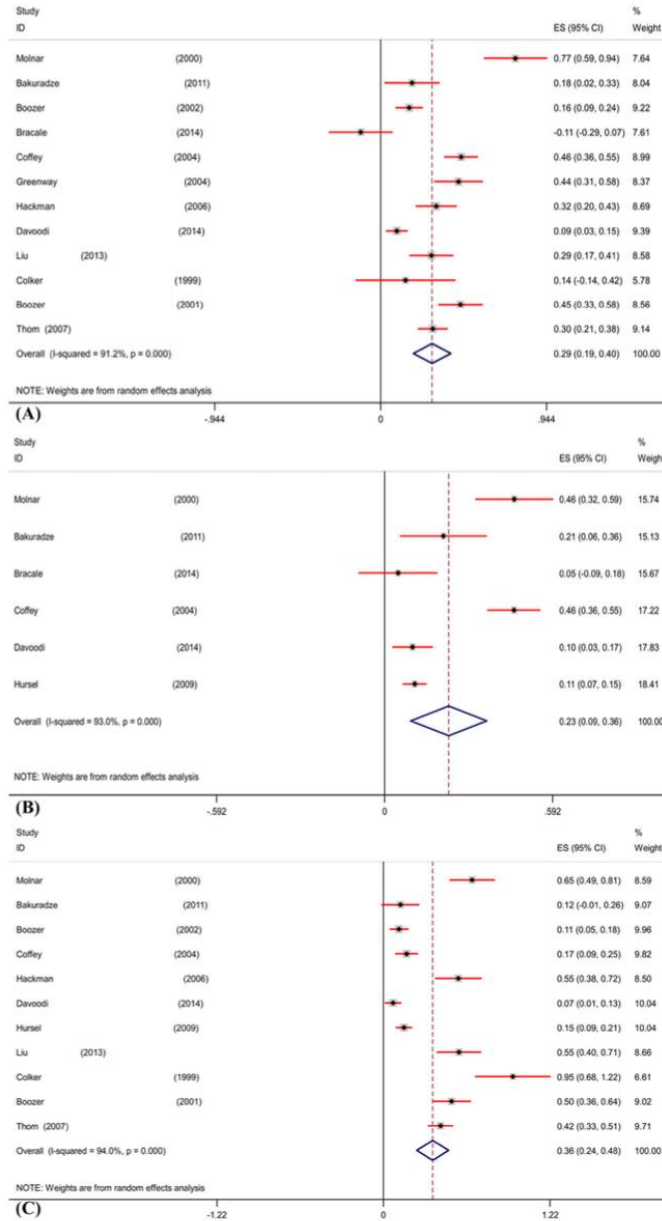 Study %
ID ES (95% CI) Weight
Molnar (2000) 0.77 (0.59, 0.94) 7.64
Bakuradze (2011) 0.18 (0.02, 0.33) 8.04
Boozer (2002) 0.16 (0.09, 0.24) 9.22
Bracale (2014) -0.11 (-0.29, 0.07) 7.61
Coffey (2004) 0.46 (0.36, 0.55) 8.99
Greenway (2004) 0.44 (0.31, 0.58) 8.37
Hackman (2006) 0.32 (0.20, 0.43) 8.69
Davoodi (2014) 0.09 (0.03, 0.15) 9.39
Liu (2013) 0.29 (0.17, 0.41) 8.58
Colker (1999) 0.14 (-0.14, 0.42) 5.78
Boozer (2001) 0.45 (0.33, 0.58) 8.56
Thom (2007) 0.30 (0.21, 0.38) 9.14
Overall (I-squared = 91.2%, p = 0.000) 0.29 (0.19, 0.40) 100.00
NOTE: Weights are from random effects analysis
(A) -.944 0 .944
Study %
ID ES (95% CI) Weight
Molnar (2000) 0.46 (0.32, 0.59) 15.74
Bakuradze (2011) 0.21 (0.06, 0.36) 15.13
Bracale (2014) 0.05 (-0.09, 0.18) 15.67
Coffey (2004) 0.46 (0.36, 0.55) 17.22
Davoodi (2014) 0.10 (0.03, 0.17) 17.83
Hursel (2009) 0.11 (0.07, 0.15) 18.41
Overall (I-squared = 93.0%, p = 0.000) 0.23 (0.09, 0.36) 100.00
NOTE: Weights are from random effects analysis
(B) -.592 0 .592
Study %
ID ES (95% CI) Weight
Molnar (2000) 0.65 (0.49, 0.81) 8.59
Bakuradze (2011) 0.12 (-0.01, 0.26) 9.07
Boozer (2002) 0.11 (0.05, 0.18) 9.96
Coffey (2004) 0.17 (0.09, 0.25) 9.82
Hackman (2006) 0.55 (0.38, 0.72) 8.50
Davoodi (2014) 0.07 (0.01, 0.13) 10.04
Hursel (2009) 0.15 (0.09, 0.21) 10.04
Liu (2013) 0.55 (0.40, 0.71) 8.66
Colker (1999) 0.95 (0.68, 1.22) 6.61
Boozer (2001) 0.50 (0.36, 0.64) 9.02
Thom (2007) 0.42 (0.33, 0.51) 9.71
Overall (I-squared = 94.0%, p = 0.000) 0.36 (0.24, 0.48) 100.00
NOTE: Weights are from random effects analysis
(C) -1.22 0 1.22